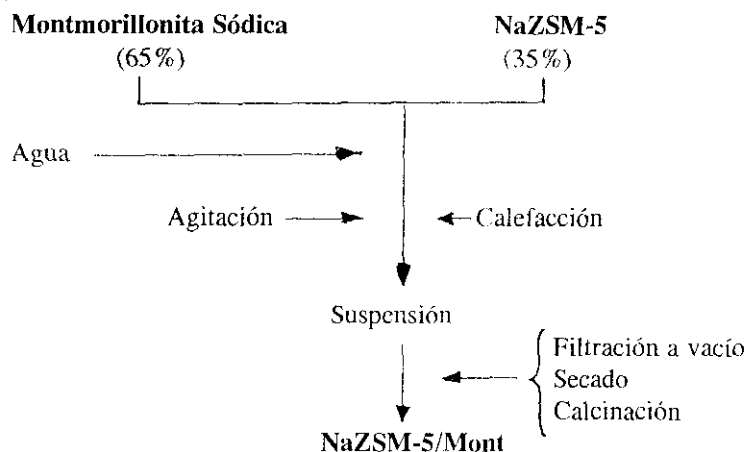 Montmorillonita Sódica NaZSM-5
(65%) (35%)
Agua
Agitación Calefacción
Suspensión
Filtración a vacío
Secado
Calcinación
NaZSM-5/Mont